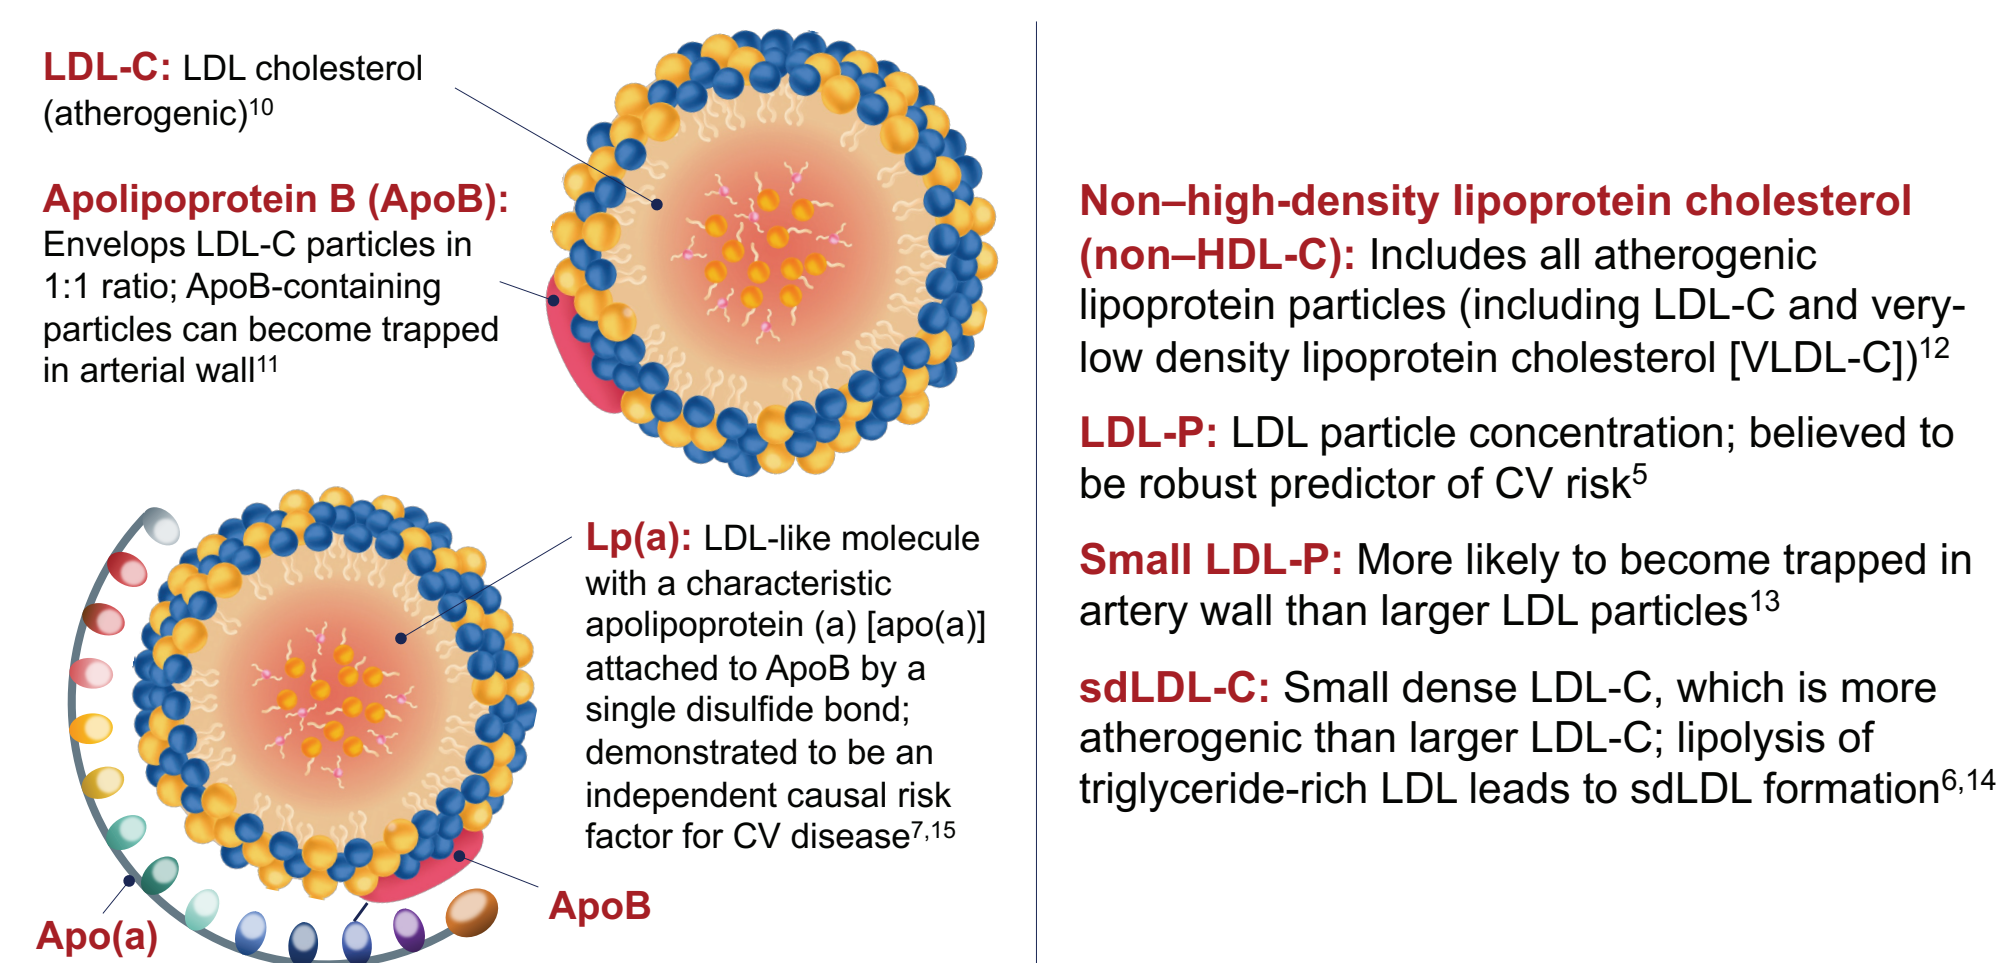 LDL-C: LDL cholesterol
(atherogenic)10
Apolipoprotein B (ApoB):
Envelops LDL-C particles in
1:1 ratio; ApoB-containing
particles can become trapped
in arterial wall11
Lp(a): LDL-like molecule
with a characteristic
apolipoprotein (a) [apo(a)]
attached to ApoB by a
single disulfide bond;
demonstrated to be an
independent causal risk
factor for CV disease7,15
ApoB
Apo(a)
Non–high-density lipoprotein cholesterol
(non–HDL-C): Includes all atherogenic
lipoprotein particles (including LDL-C and very-
low density lipoprotein cholesterol [VLDL-C])12
LDL-P: LDL particle concentration; believed to
be robust predictor of CV risk5
Small LDL-P: More likely to become trapped in
artery wall than larger LDL particles13
sdLDL-C: Small dense LDL-C, which is more
atherogenic than larger LDL-C; lipolysis of
triglyceride-rich LDL leads to sdLDL formation6,14